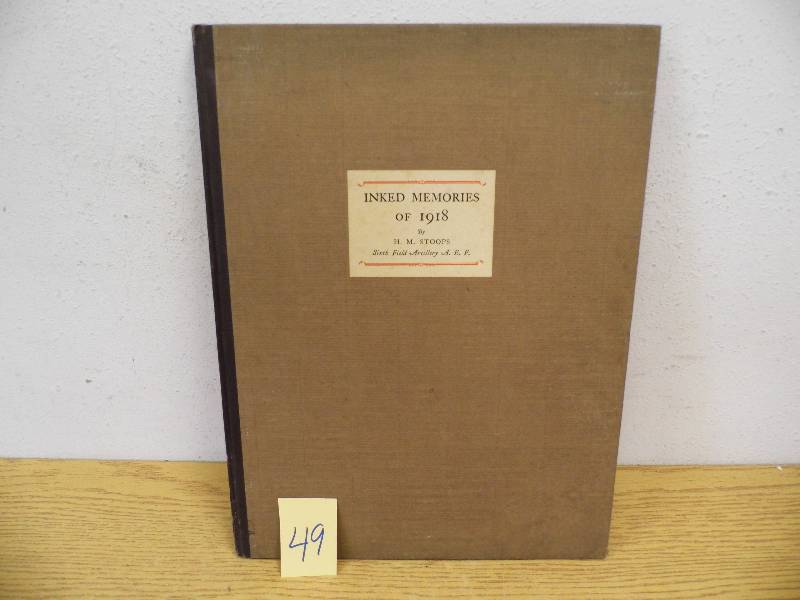 INKED MEMORIES
OF 1918
By
H. M. STOOPS
Sixth Field Artillery A. E. F.
49